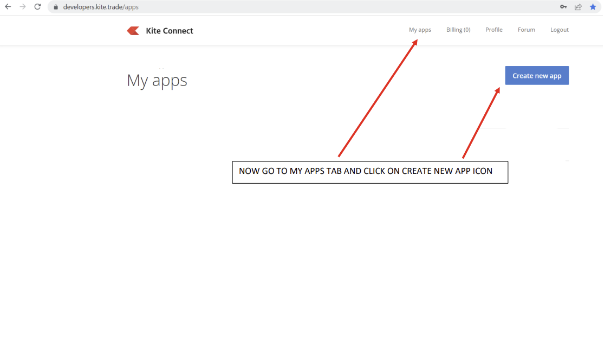 developers.kite.trade/apps
Kite Connect
My apps Billing (0) Profile Forum Logout
My apps
Create new app
NOW GO TO MY APPS TAB AND CLICK ON CREATE NEW APP ICON